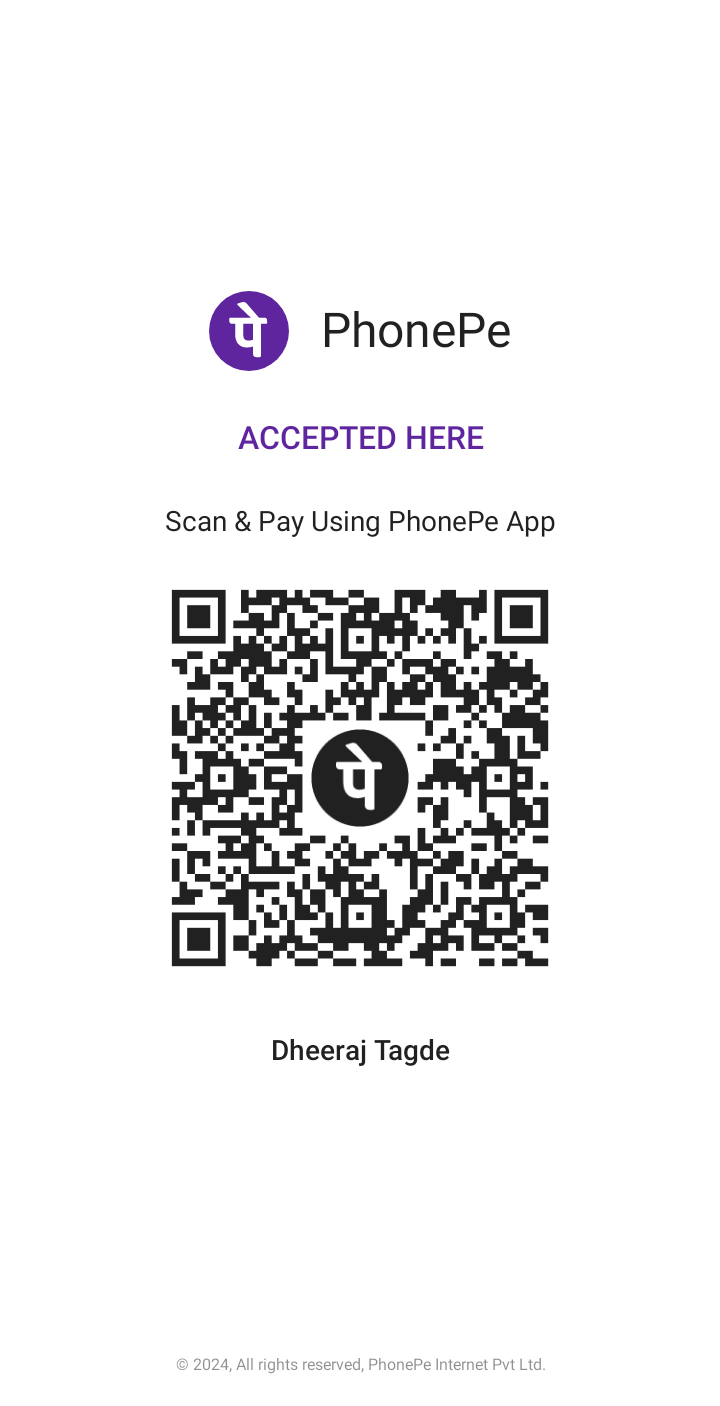 पे PhonePe
ACCEPTED HERE
Scan & Pay Using PhonePe App
पे
Dheeraj Tagde
© 2024, All rights reserved, PhonePe Internet Pvt Ltd.